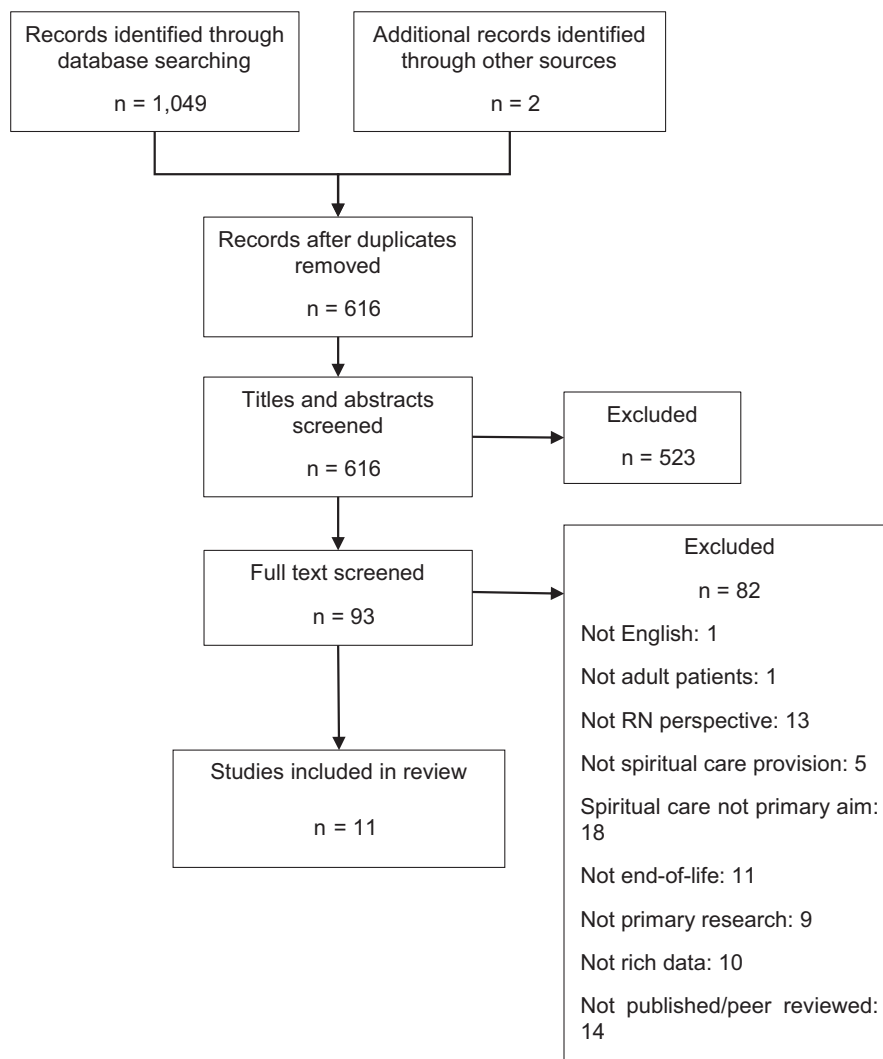 Records identified through
database searching
n = 1,049
Additional records identified
through other sources
n = 2
Records after duplicates
removed
n = 616
Titles and abstracts
screened
n = 616
Excluded
n = 523
Full text screened
n = 93
Excluded
n = 82
Not English: 1
Not adult patients: 1
Not RN perspective: 13
Not spiritual care provision: 5
Spiritual care not primary aim:
18
Not end-of-life: 11
Not primary research: 9
Not rich data: 10
Not published/peer reviewed:
14
Studies included in review
n = 11